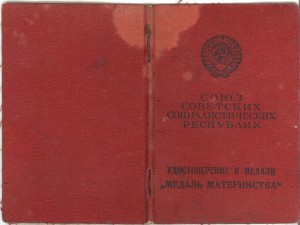 СОЮЗ
СОВЕТСКИХ
СОЦИАЛИСТИЧЕСКИХ
РЕСПУБЛИК
УДОСТОВЕРЕНИЕ К МЕДАЛИ
„МЕДАЛЬ МАТЕРИНСТВА“